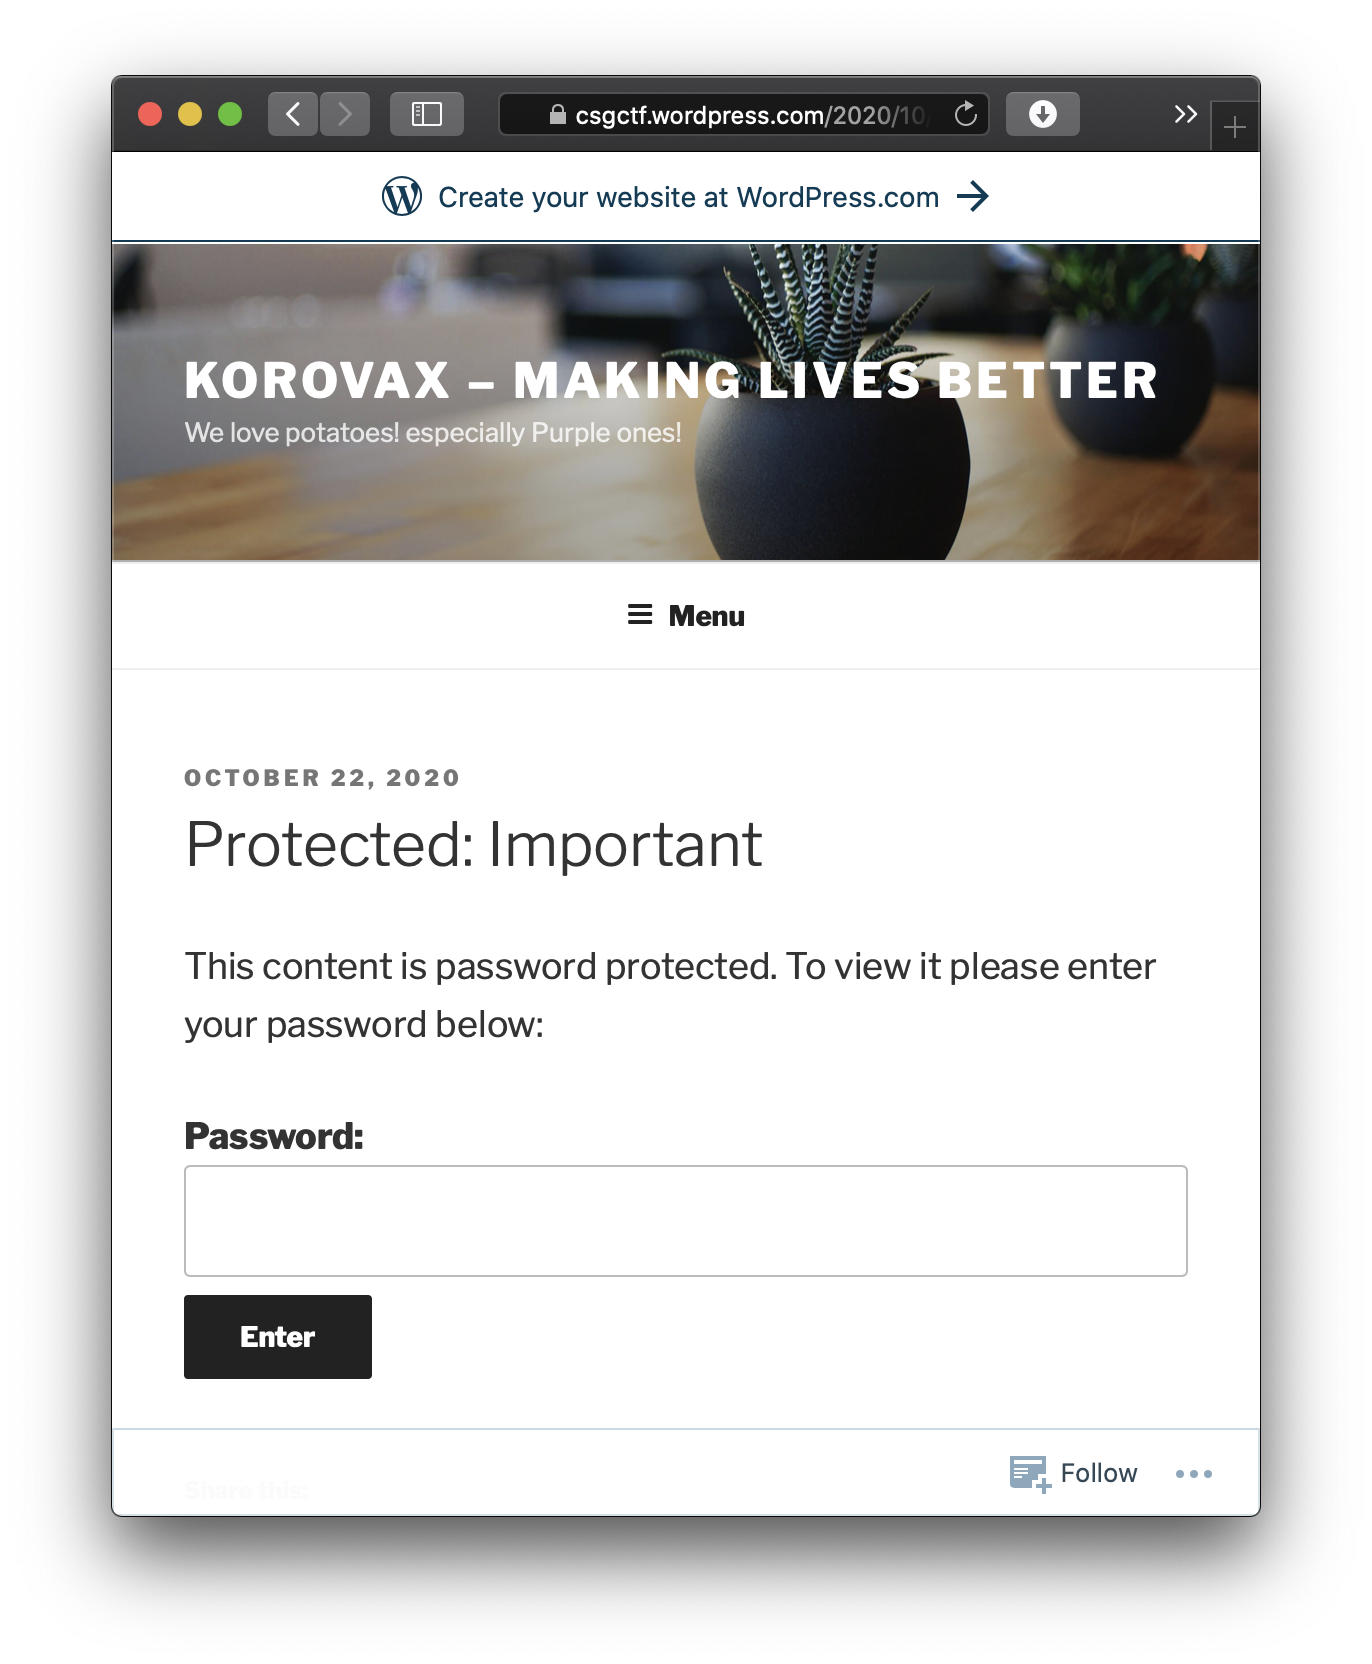 csgctf.wordpress.com/2020/10/
Create your website at WordPress.com
KOROVAX – MAKING LIVES BETTER
We love potatoes! especially Purple ones!
Menu
OCTOBER 22, 2020
Protected: Important
This content is password protected. To view it please enter
your password below:
Password:
Enter
Share this:
Follow